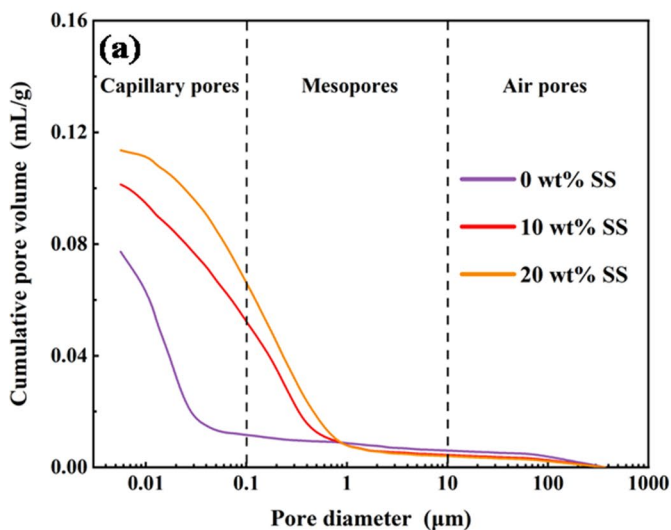 (a)
Capillary pores
Mesopores
Air pores
0 wt% SS
10 wt% SS
20 wt% SS
Cumulative pore volume (mL/g)
0.16
0.12
0.08
0.04
0.00
0.01
0.1
1
10
100
1000
Pore diameter (μm)